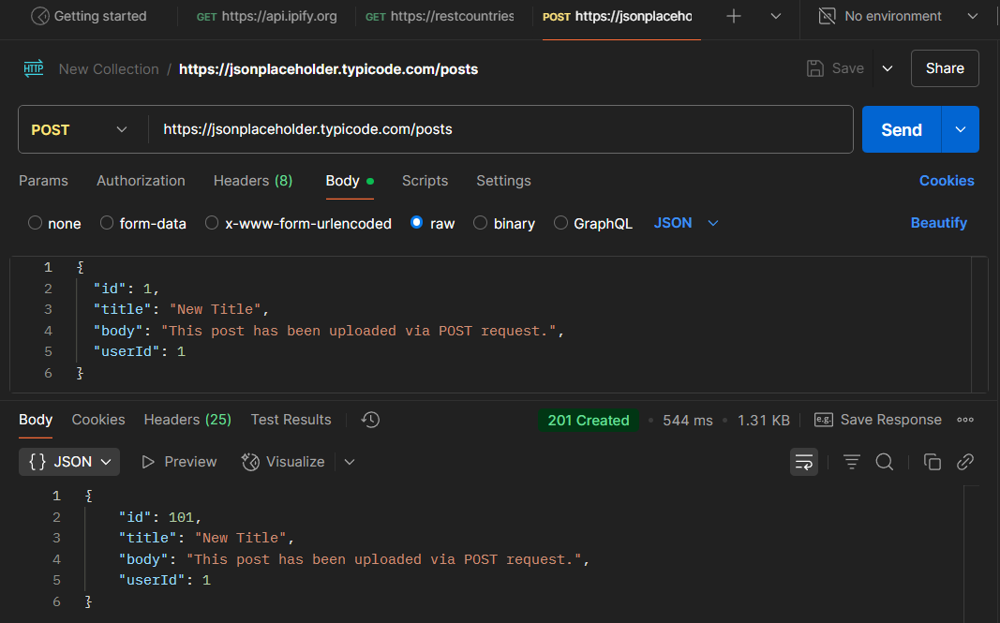 Getting started GET https://api.ipify.org GET https://restcountries POST https://jsonplaceho No environment
HTTP New Collection / https://jsonplaceholder.typicode.com/posts Save Share
POST https://jsonplaceholder.typicode.com/posts Send
Params Authorization Headers (8) Body Scripts Settings Cookies
none form-data x-www-form-urlencoded raw binary GraphQL JSON Beautify
1 {
2 "id": 1,
3 "title": "New Title",
4 "body": "This post has been uploaded via POST request.",
5 "userId": 1
6 }
Body Cookies Headers (25) Test Results 201 Created • 544 ms • 1.31 KB e.g. Save Response
{} JSON Preview Visualize
1 {
2 "id": 101,
3 "title": "New Title",
4 "body": "This post has been uploaded via POST request.",
5 "userId": 1
6 }